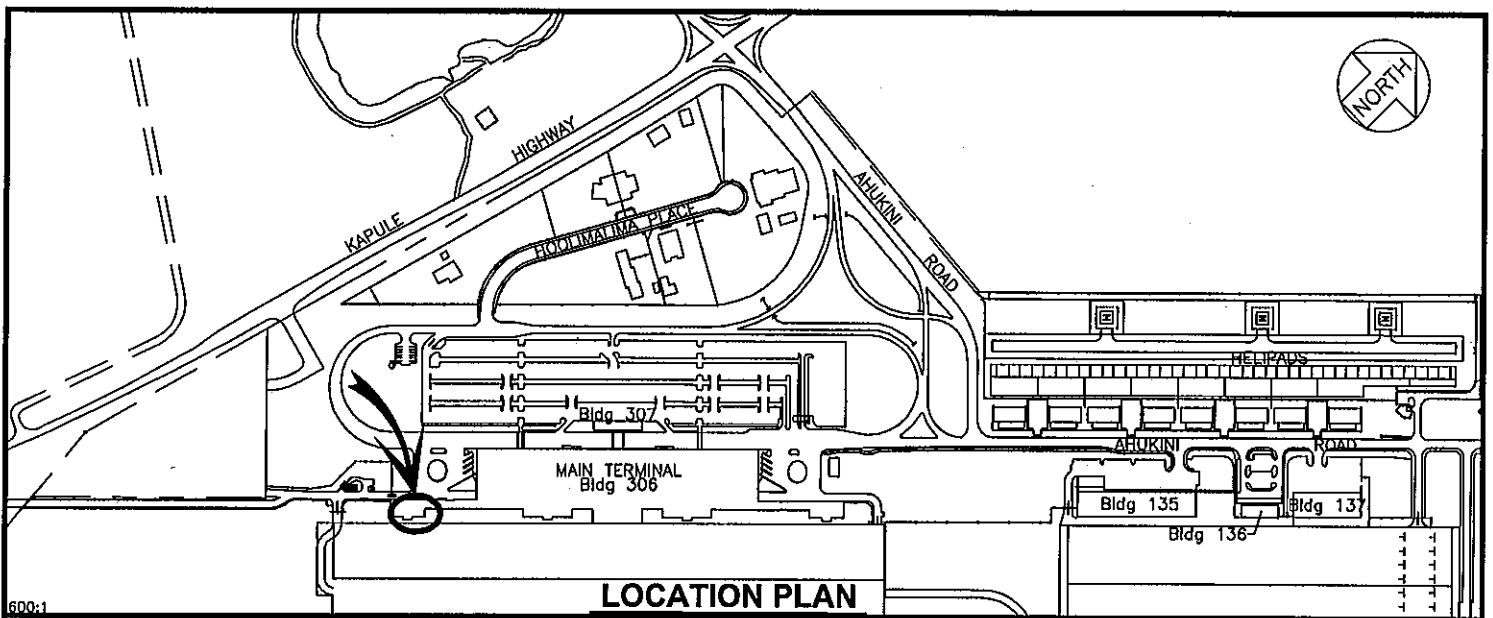 NORTH
KAPULE HIGHWAY
AHUKINI ROAD
HOOLIMALIMA PLACE
H H H
HELIPADS
Bldg 307
AHUKINI ROAD
MAIN TERMINAL
Bldg 306
Bldg 135
Bldg 137
Bldg 136
LOCATION PLAN
600:1